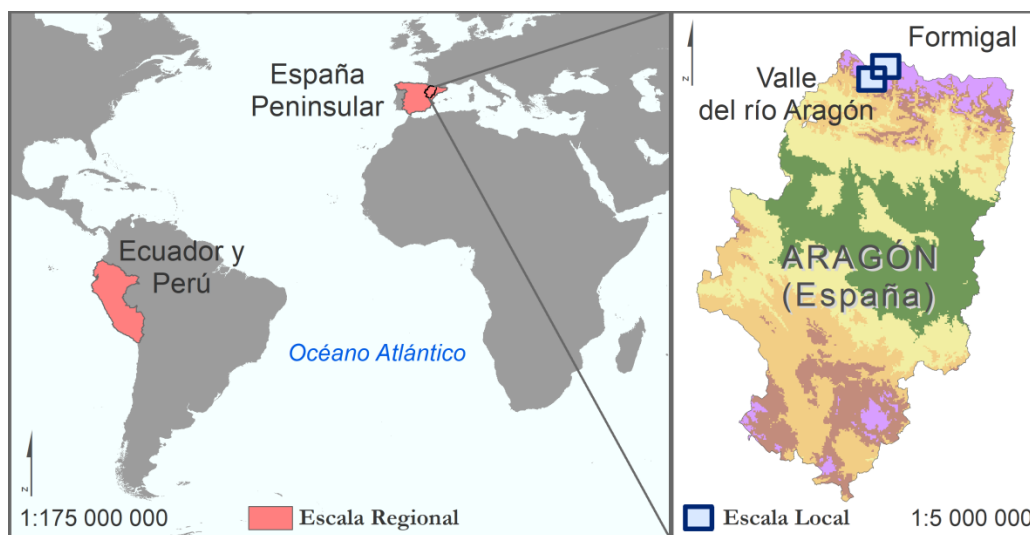 España
Peninsular
Ecuador y
Perú
Océano Atlántico
N
1:175 000 000
Escala Regional
N
Formigal
Valle
del río Aragón
ARAGÓN
(España)
Escala Local
1:5 000 000